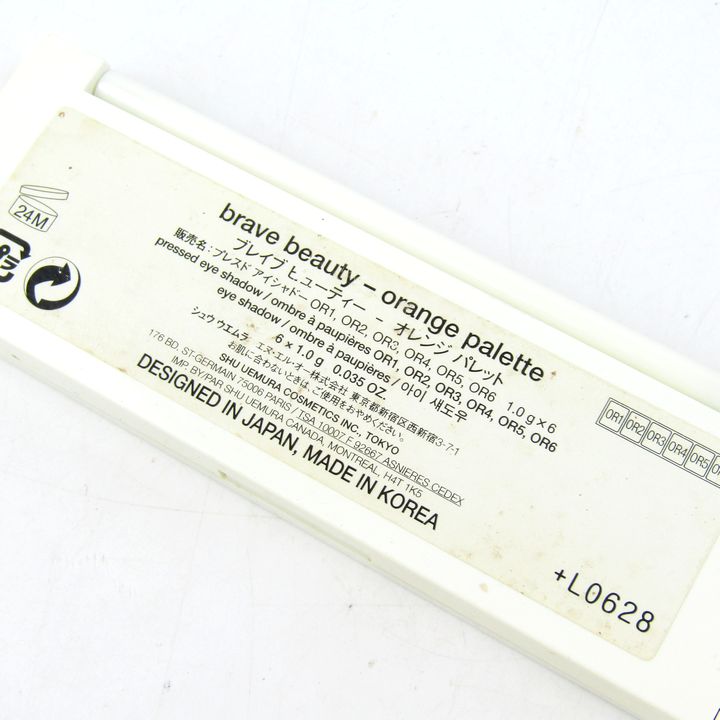 brave beauty – orange palette
ブレイブ ビューティー - オレンジ パレット
販売名:プレスド アイシャドー OR1, OR2, OR3, OR4, OR5, OR6 1.0g×6
pressed eye shadow / ombre à paupières OR1, OR2, OR3, OR4, OR5, OR6
eye shadow / ombre à paupières / 아이 섀도우
6 x 1.0 g 0.035 OZ.
シュウ ウエムラ エヌ・エル・オー株式会社 東京都新宿区西新宿3-7-1
お肌に合わないときは、ご使用をおやめください。
SHU UEMURA COSMETICS INC., TOKYO
176 BD. ST-GERMAIN 75006 PARIS / TSA 10007 F 92667 ASNIERES CEDEX
IMP. BY/PAR SHU UEMURA CANADA, MONTREAL, H4T 1K5
DESIGNED IN JAPAN, MADE IN KOREA
24M
プラ
OR1 OR2 OR3 OR4 OR5
+L0628